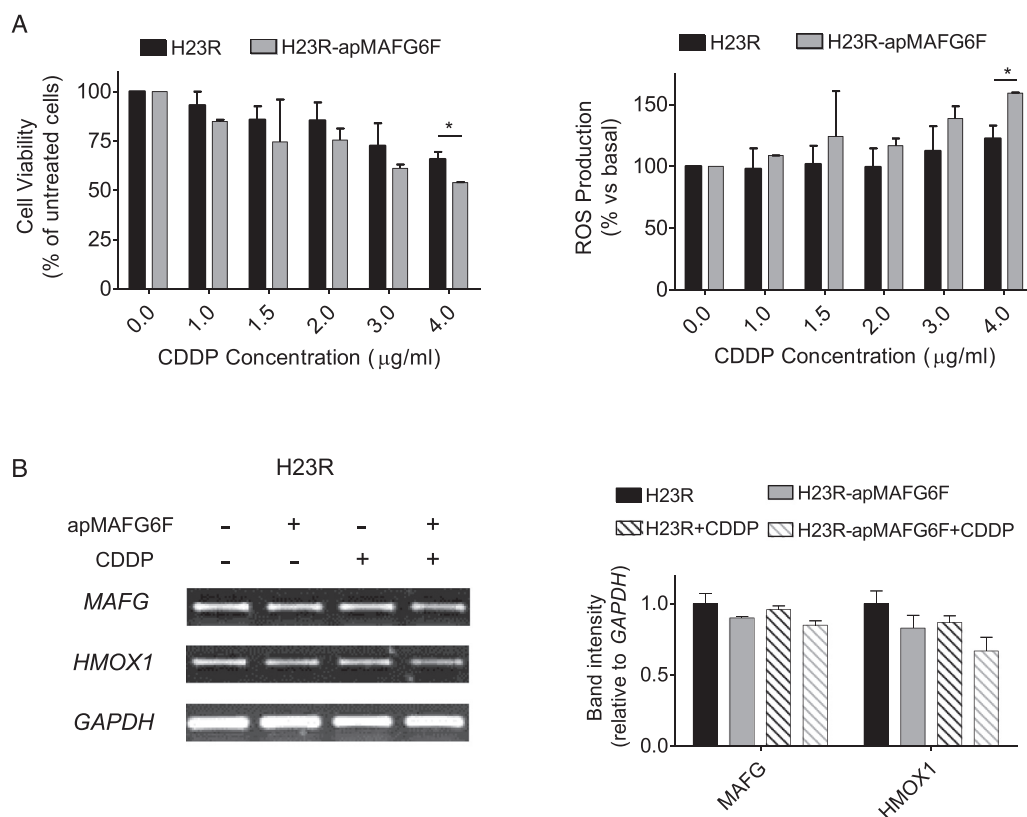 A
H23R H23R-apMAFG6F
Cell Viability
(% of untreated cells)
100
75
50
25
0
*
0.0 1.0 1.5 2.0 3.0 4.0
CDDP Concentration (μg/ml)
H23R H23R-apMAFG6F
ROS Production
(% vs basal)
150
100
50
0
*
0.0 1.0 1.5 2.0 3.0 4.0
CDDP Concentration (μg/ml)
B
H23R
apMAFG6F - + - +
CDDP - - + +
MAFG
HMOX1
GAPDH
H23R H23R-apMAFG6F
H23R+CDDP H23R-apMAFG6F+CDDP
Band intensity
(relative to GAPDH)
1.0
0.5
0.0
MAFG HMOX1